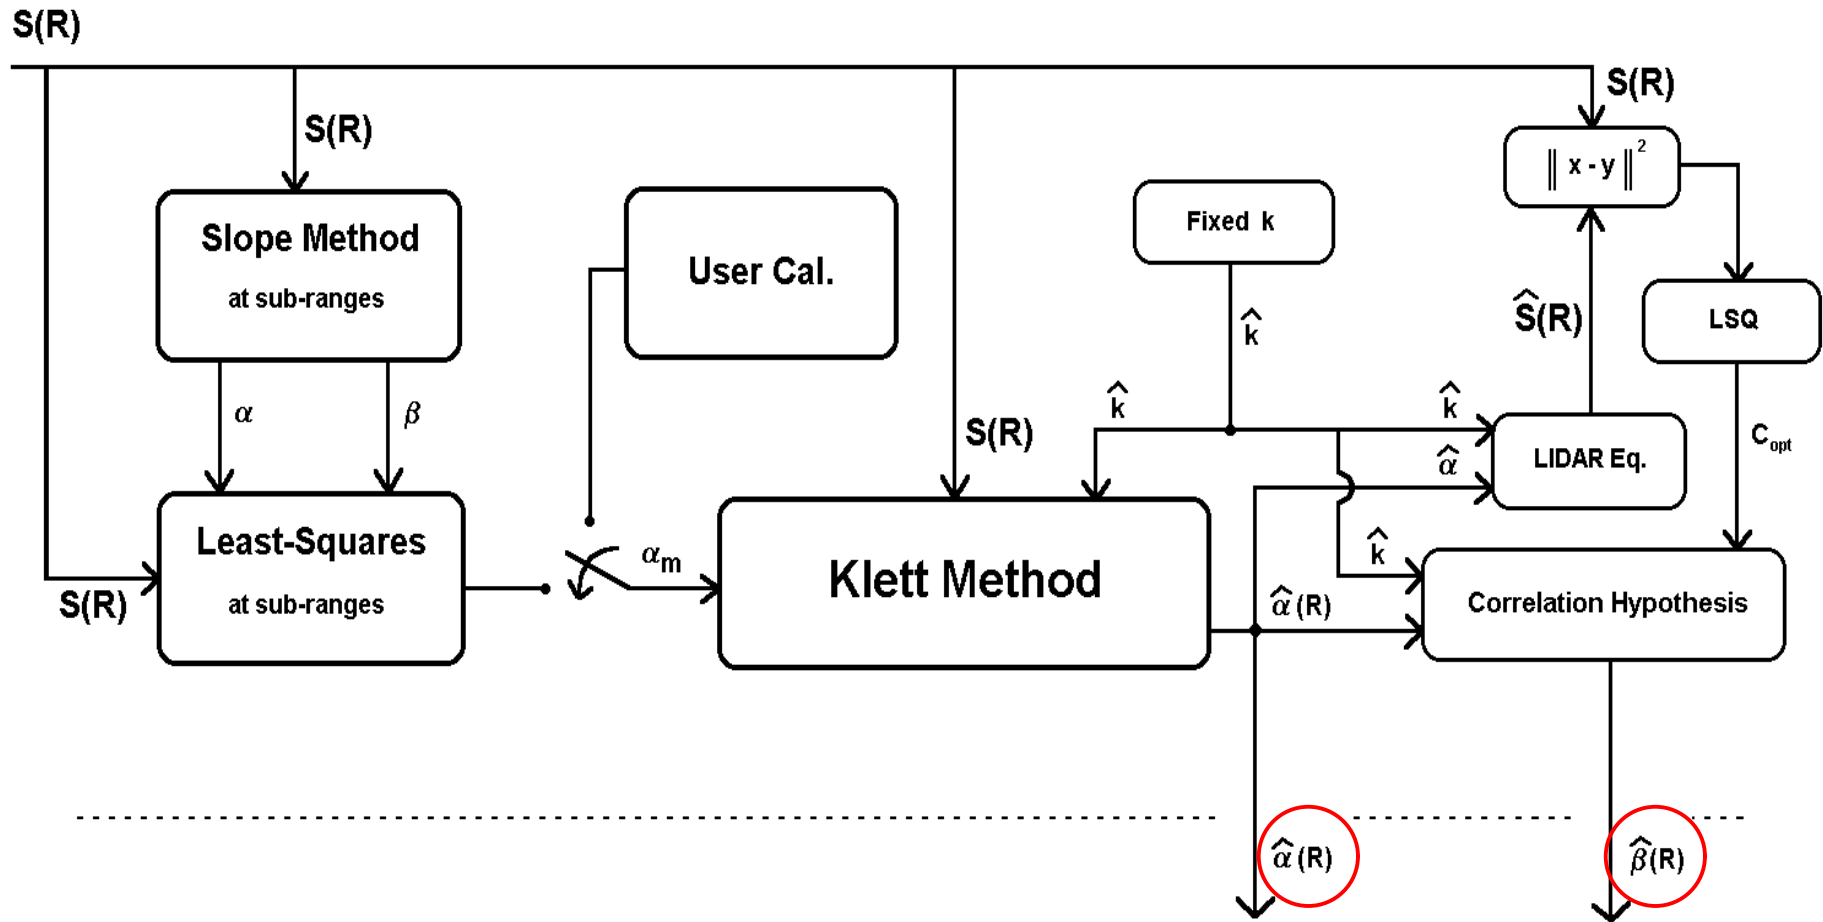 S(R)
S(R)
S(R)
‖ x - y ‖²
Slope Method
at sub-ranges
User Cal.
Fixed k
k̂
Ŝ(R)
LSQ
α
β
k̂
k̂
S(R)
α̂
C_opt
LIDAR Eq.
Least-Squares
at sub-ranges
S(R)
α_m
Klett Method
k̂
α̂(R)
Correlation Hypothesis
α̂(R)
β̂(R)